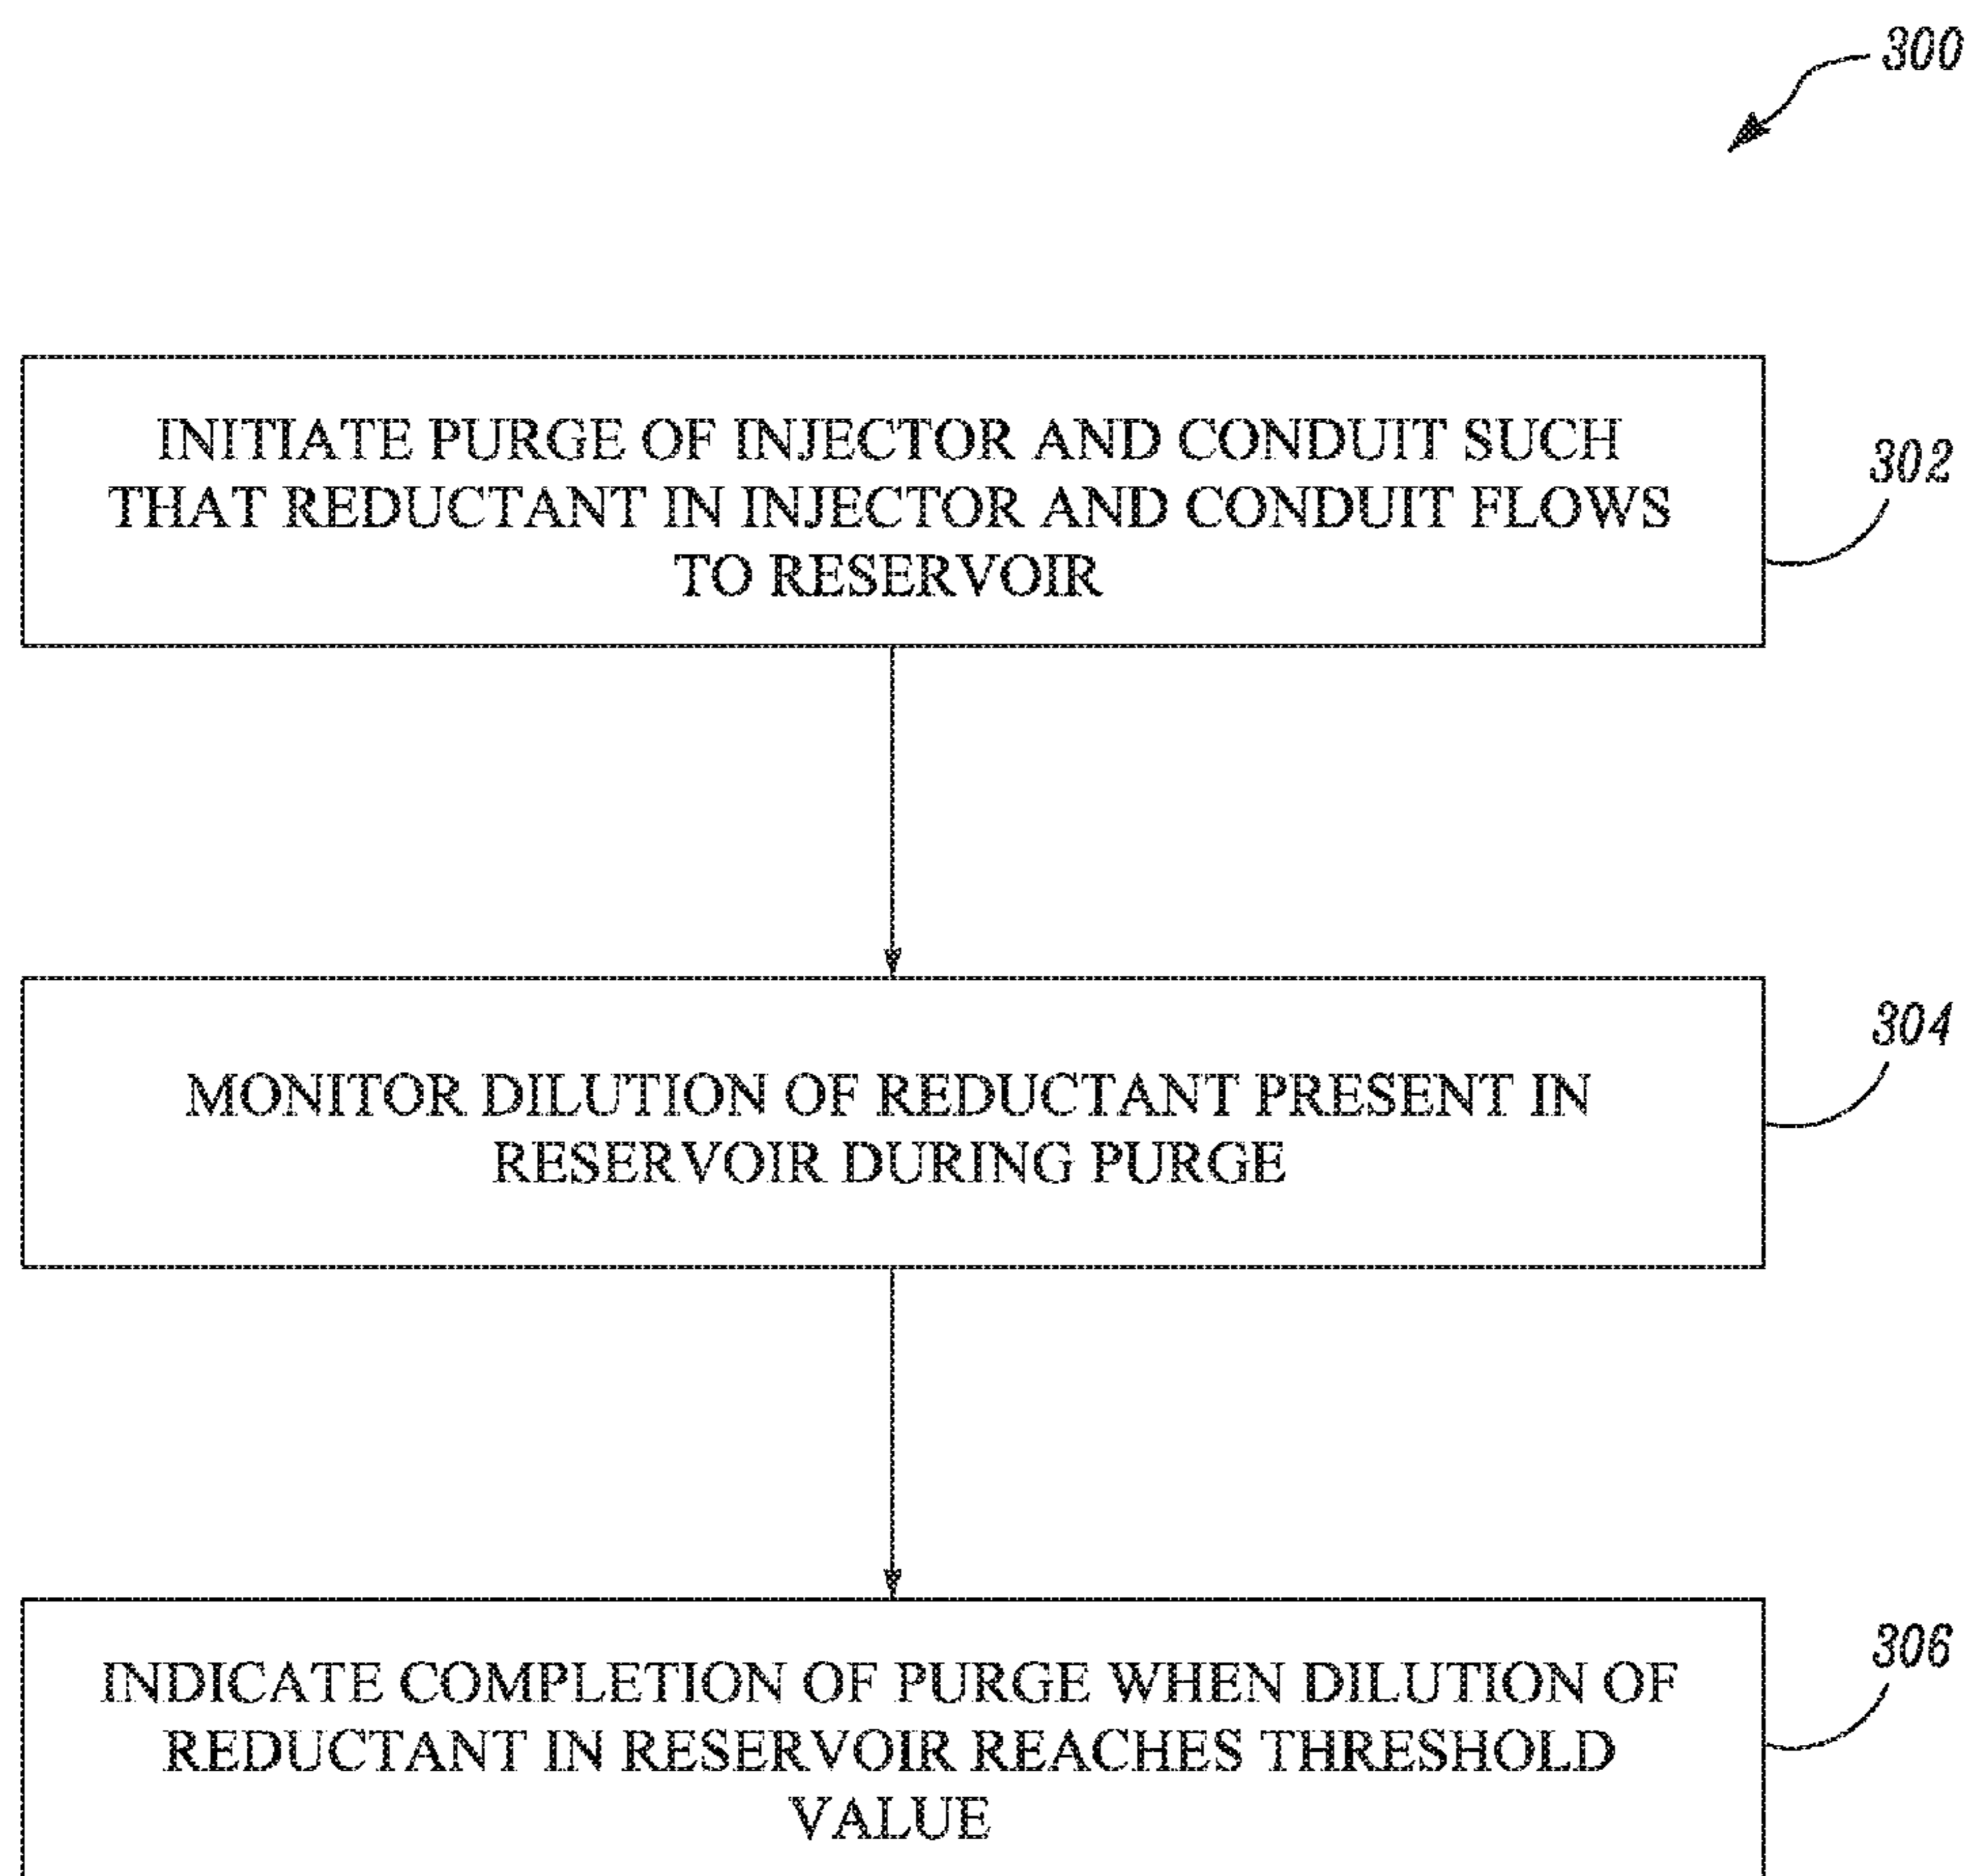 300
INITIATE PURGE OF INJECTOR AND CONDUIT SUCH
THAT REDUCTANT IN INJECTOR AND CONDUIT FLOWS
TO RESERVOIR
302
MONITOR DILUTION OF REDUCTANT PRESENT IN
RESERVOIR DURING PURGE
304
INDICATE COMPLETION OF PURGE WHEN DILUTION OF
REDUCTANT IN RESERVOIR REACHES THRESHOLD
VALUE
306